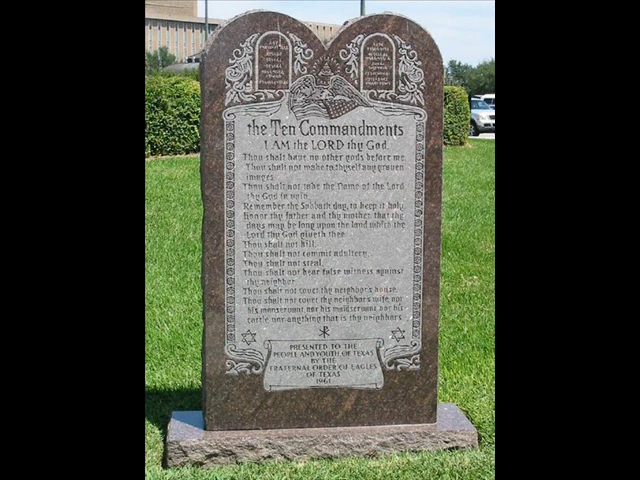 the Ten Commandments
I AM the LORD thy God.
Thou shalt have no other gods before me.
Thou shalt not make to thyself any graven
images.
Thou shalt not take the Name of the Lord
thy God in vain.
Remember the Sabbath day, to keep it holy.
Honor thy father and thy mother, that thy
days may be long upon the land which the
Lord thy God giveth thee.
Thou shalt not kill.
Thou shalt not commit adultery.
Thou shalt not steal.
Thou shalt not bear false witness against
thy neighbor.
Thou shalt not covet thy neighbor's house.
Thou shalt not covet thy neighbor's wife, nor
his manservant nor his maidservant, nor his
cattle, nor anything that is thy neighbor's.
PRESENTED TO THE
PEOPLE AND YOUTH OF TEXAS
BY THE
FRATERNAL ORDER OF EAGLES
OF TEXAS
1961